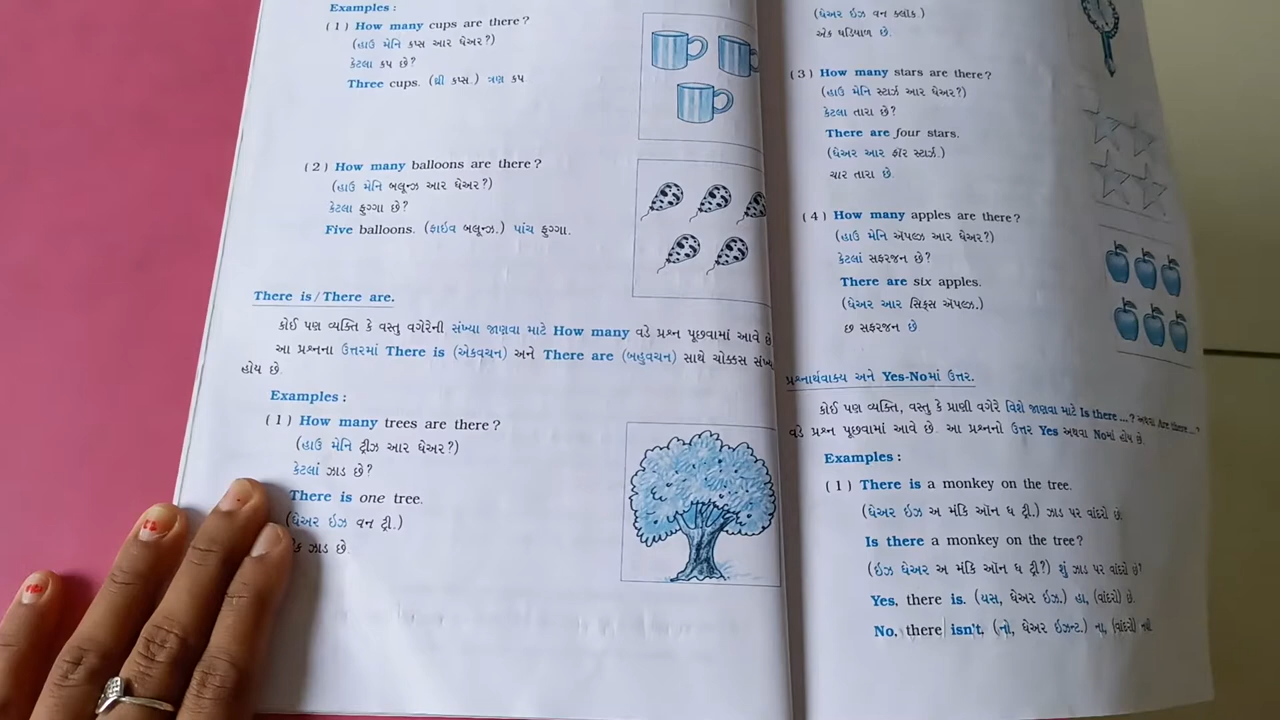 Examples :
(1) How many cups are there?
(હાઉ મેનિ કપ્સ આર ધેઅર?)
કેટલા કપ છે?
Three cups. (થ્રી કપ્સ.) ત્રણ કપ
(2) How many balloons are there?
(હાઉ મેનિ બલૂન્ઝ આર ધેઅર?)
કેટલા ફુગ્ગા છે?
Five balloons. (ફાઇવ બલૂન્ઝ.) પાંચ ફુગ્ગા.
There is / There are.
કોઈ પણ વ્યક્તિ કે વસ્તુ વગેરેની સંખ્યા જાણવા માટે How many વડે પ્રશ્ન પૂછવામાં આવે છે
આ પ્રશ્નના ઉત્તરમાં There is (એકવચન) અને There are (બહુવચન) સાથે ચોક્કસ
હોય છે.
Examples :
(1) How many trees are there?
(હાઉ મેનિ ટ્રીઝ આર ધેઅર?)
કેટલાં ઝાડ છે?
There is one tree.
(ધેઅર ઇઝ વન ટ્રી.)
ઝાડ છે.
(ધેઅર ઇઝ વન ક્લૉક.)
એક ઘડિયાળ છે.
(3) How many stars are there?
(હાઉ મેનિ સ્ટાર્ઝ આર ધેઅર?)
કેટલા તારા છે?
There are four stars.
(ધેઅર આર ફૉર સ્ટાર્ઝ.)
ચાર તારા છે.
(4) How many apples are there?
(હાઉ મેનિ ઍપલ્ઝ આર ધેઅર?)
કેટલાં સફરજન છે?
There are six apples.
(ધેઅર આર સિક્સ ઍપલ્ઝ.)
છ સફરજન છે
પ્રશ્નાર્થવાક્ય અને Yes-Noમાં ઉત્તર.
કોઈ પણ વ્યક્તિ, વસ્તુ કે પ્રાણી વગેરે વિશે જાણવા માટે Is there ...? અથવા Are there ...?
વડે પ્રશ્ન પૂછવામાં આવે છે. આ પ્રશ્નનો ઉત્તર Yes અથવા Noમાં હોય છે.
Examples :
(1) There is a monkey on the tree.
(ધેઅર ઇઝ અ મંકિ ઑન ધ ટ્રી.) ઝાડ પર વાંદરો છે.
Is there a monkey on the tree?
(ઇઝ ધેઅર અ મંકિ ઑન ધ ટ્રી?) શું ઝાડ પર વાંદરો છે?
Yes, there is. (યસ, ધેઅર ઇઝ.) હા, (વાંદરો) છે.
No, there isn't. (નો, ધેઅર ઇઝન્ટ.) ના, (વાંદરો) નથી